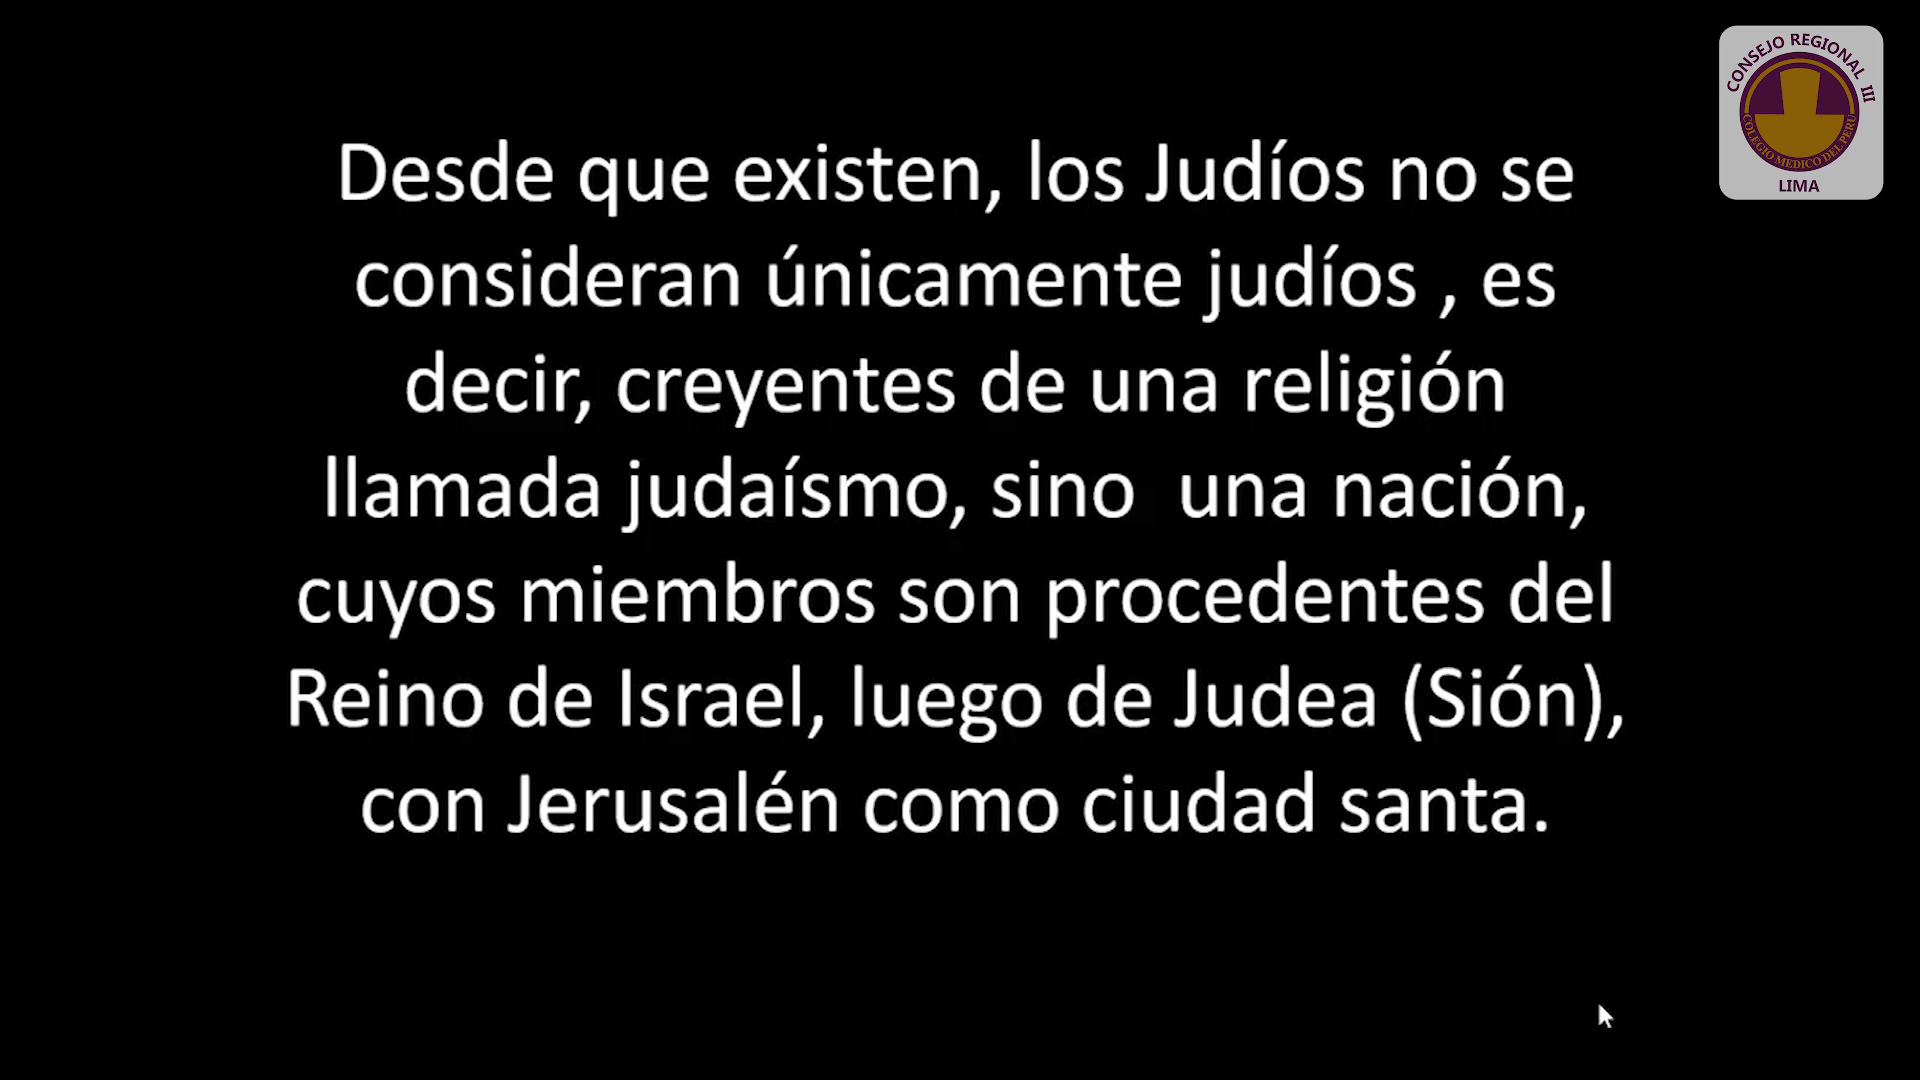 Desde que existen, los Judíos no se
consideran únicamente judíos , es
decir, creyentes de una religión
llamada judaísmo, sino  una nación,
cuyos miembros son procedentes del
Reino de Israel, luego de Judea (Sión),
con Jerusalén como ciudad santa.
CONSEJO REGIONAL III
COLEGIO MEDICO DEL PERU
LIMA